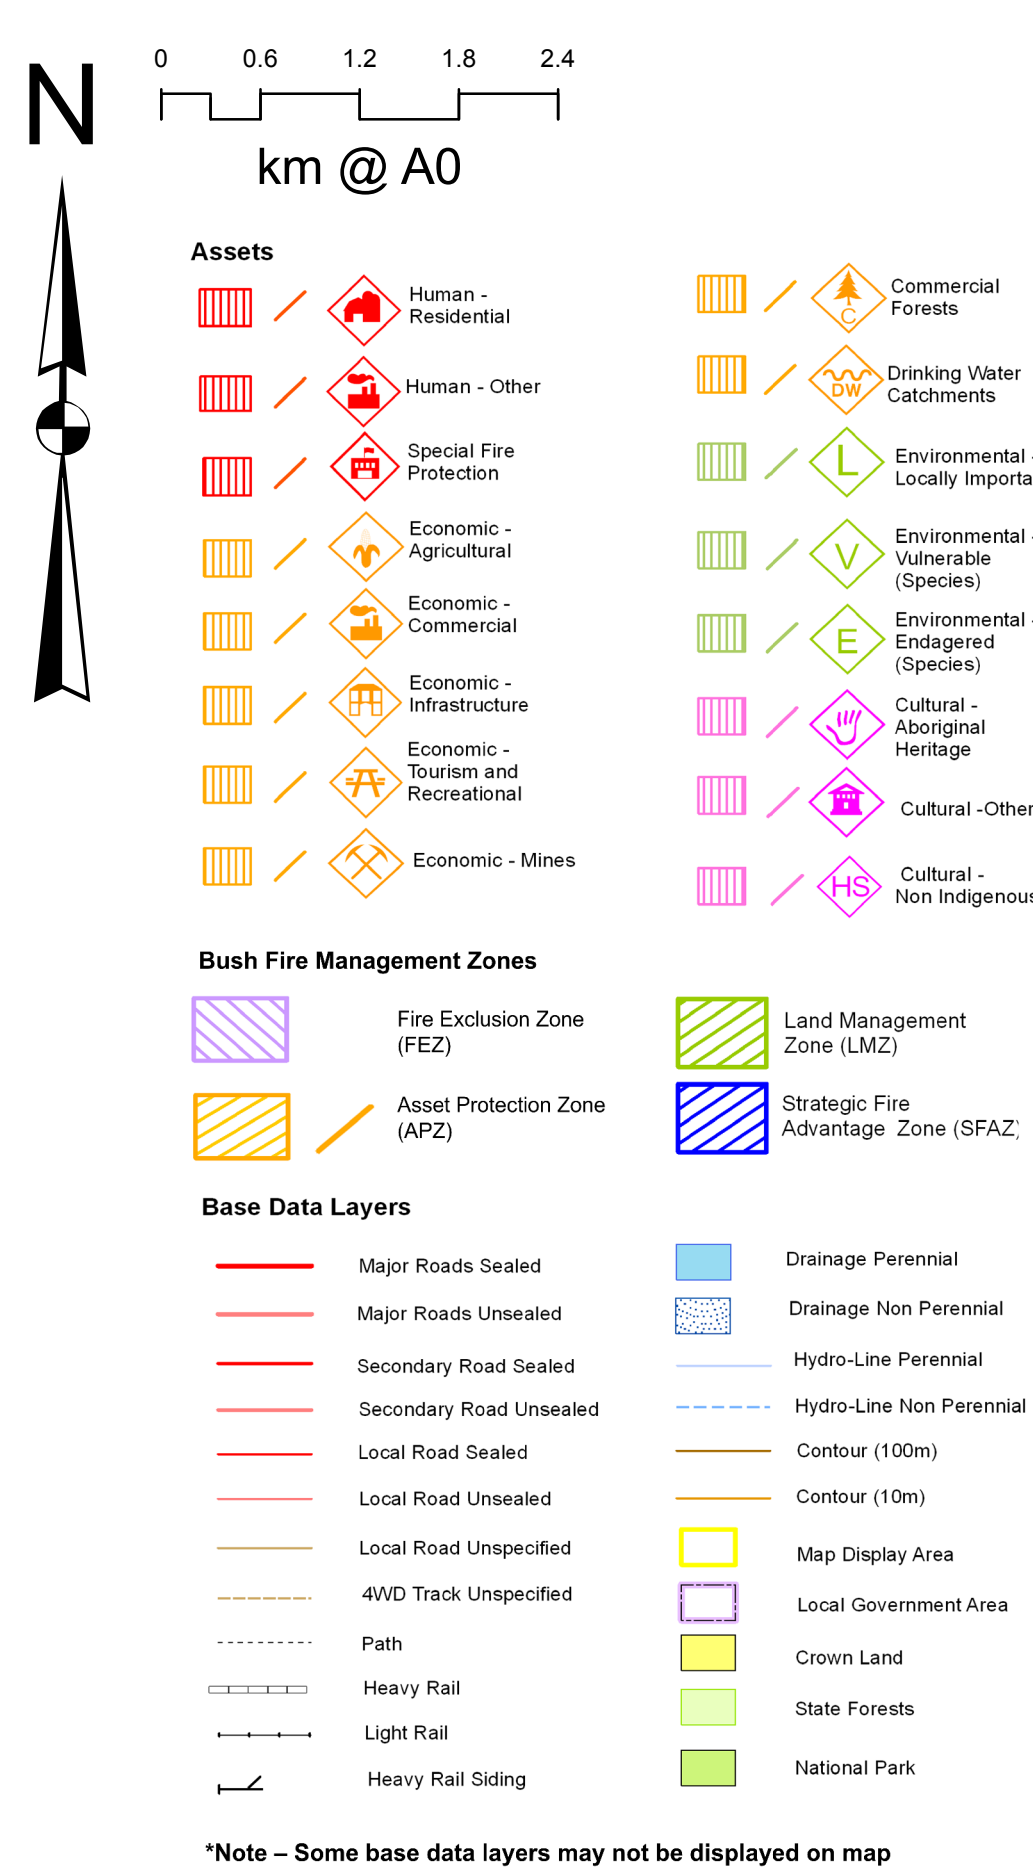 0 0.6 1.2 1.8 2.4
N
km @ A0
Assets
Human -
Residential
Human - Other
Special Fire
Protection
Economic -
Agricultural
Economic -
Commercial
Economic -
Infrastructure
Economic -
Tourism and
Recreational
Economic - Mines
C
Commercial
Forests
DW
Drinking Water
Catchments
L
Environmental -
Locally Importa
V
Environmental -
Vulnerable
(Species)
E
Environmental -
Endagered
(Species)
Cultural -
Aboriginal
Heritage
Cultural -Other
HS
Cultural -
Non Indigenous
Bush Fire Management Zones
Fire Exclusion Zone
(FEZ)
Asset Protection Zone
(APZ)
Land Management
Zone (LMZ)
Strategic Fire
Advantage Zone (SFAZ)
Base Data Layers
Major Roads Sealed
Major Roads Unsealed
Secondary Road Sealed
Secondary Road Unsealed
Local Road Sealed
Local Road Unsealed
Local Road Unspecified
4WD Track Unspecified
Path
Heavy Rail
Light Rail
Heavy Rail Siding
Drainage Perennial
Drainage Non Perennial
Hydro-Line Perennial
Hydro-Line Non Perennial
Contour (100m)
Contour (10m)
Map Display Area
Local Government Area
Crown Land
State Forests
National Park
*Note – Some base data layers may not be displayed on map